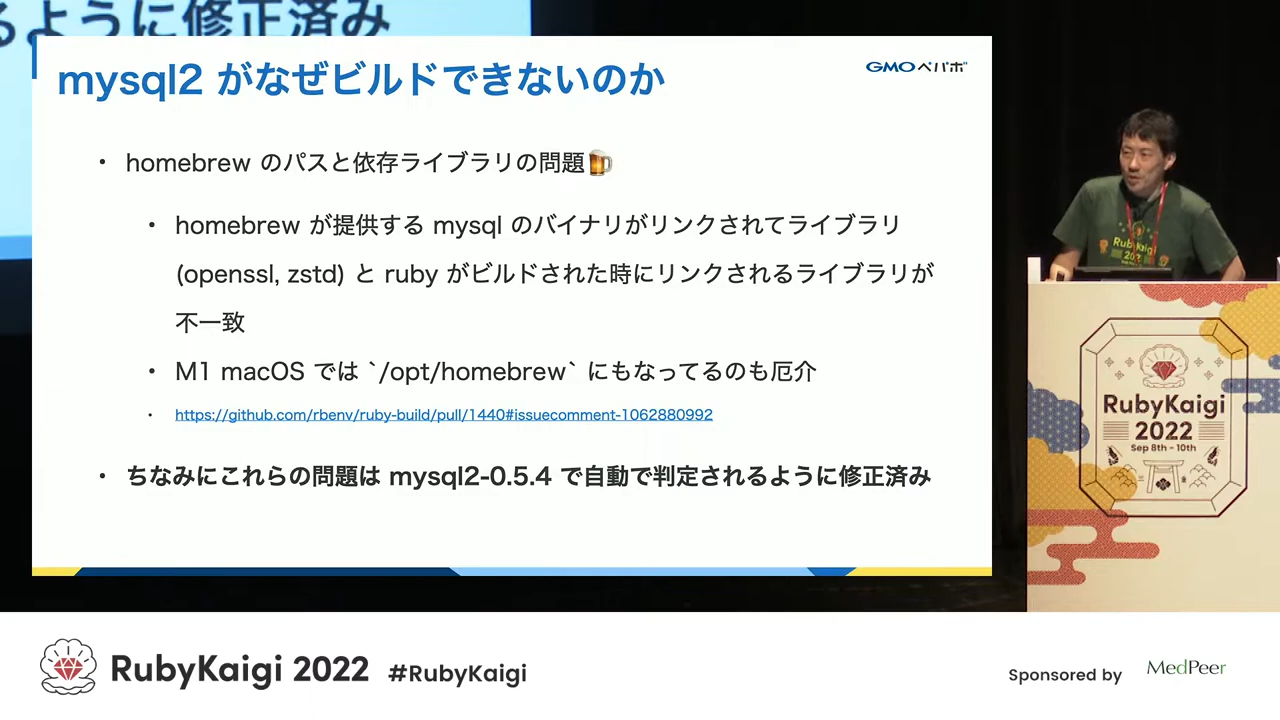 るように修正済み
mysql2 がなぜビルドできないのか
GMOペパボ
・ homebrew のパスと依存ライブラリの問題🍺
・ homebrew が提供する mysql のバイナリがリンクされてライブラリ
(openssl, zstd) と ruby がビルドされた時にリンクされるライブラリが
不一致
・ M1 macOS では `/opt/homebrew` にもなってるのも厄介
・ https://github.com/rbenv/ruby-build/pull/1440#issuecomment-1062880992
・ ちなみにこれらの問題は mysql2-0.5.4 で自動で判定されるように修正済み
RubyKaigi
2022
RubyKaigi
2022
Sep 8th - 10th
RubyKaigi 2022 #RubyKaigi
Sponsored by MedPeer